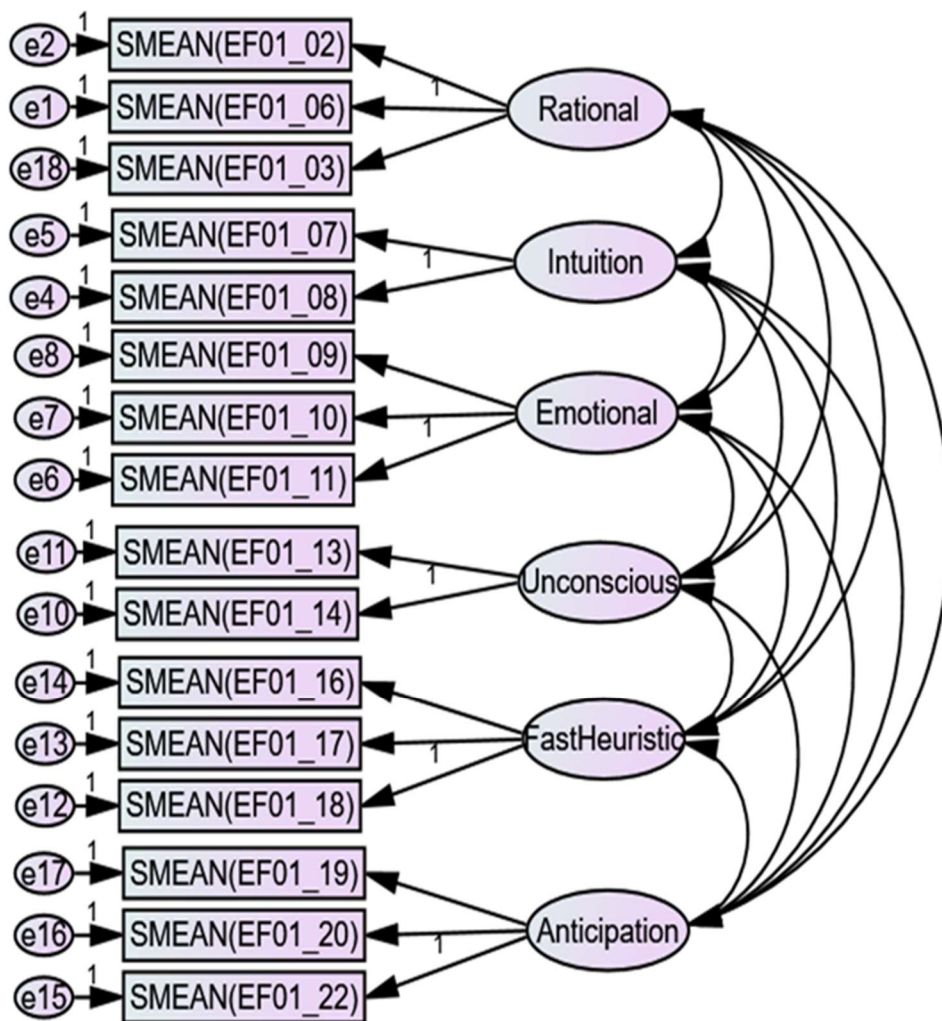 1
e2 SMEAN(EF01_02)
1
Rational
1
e1 SMEAN(EF01_06)
1
e18 SMEAN(EF01_03)
1
e5 SMEAN(EF01_07)
1
Intuition
1
e4 SMEAN(EF01_08)
1
e8 SMEAN(EF01_09)
1
e7 SMEAN(EF01_10)
1
Emotional
1
e6 SMEAN(EF01_11)
1
e11 SMEAN(EF01_13)
1
Unconscious
1
e10 SMEAN(EF01_14)
1
e14 SMEAN(EF01_16)
1
e13 SMEAN(EF01_17)
1
FastHeuristic
1
e12 SMEAN(EF01_18)
1
e17 SMEAN(EF01_19)
1
e16 SMEAN(EF01_20)
1
Anticipation
1
e15 SMEAN(EF01_22)